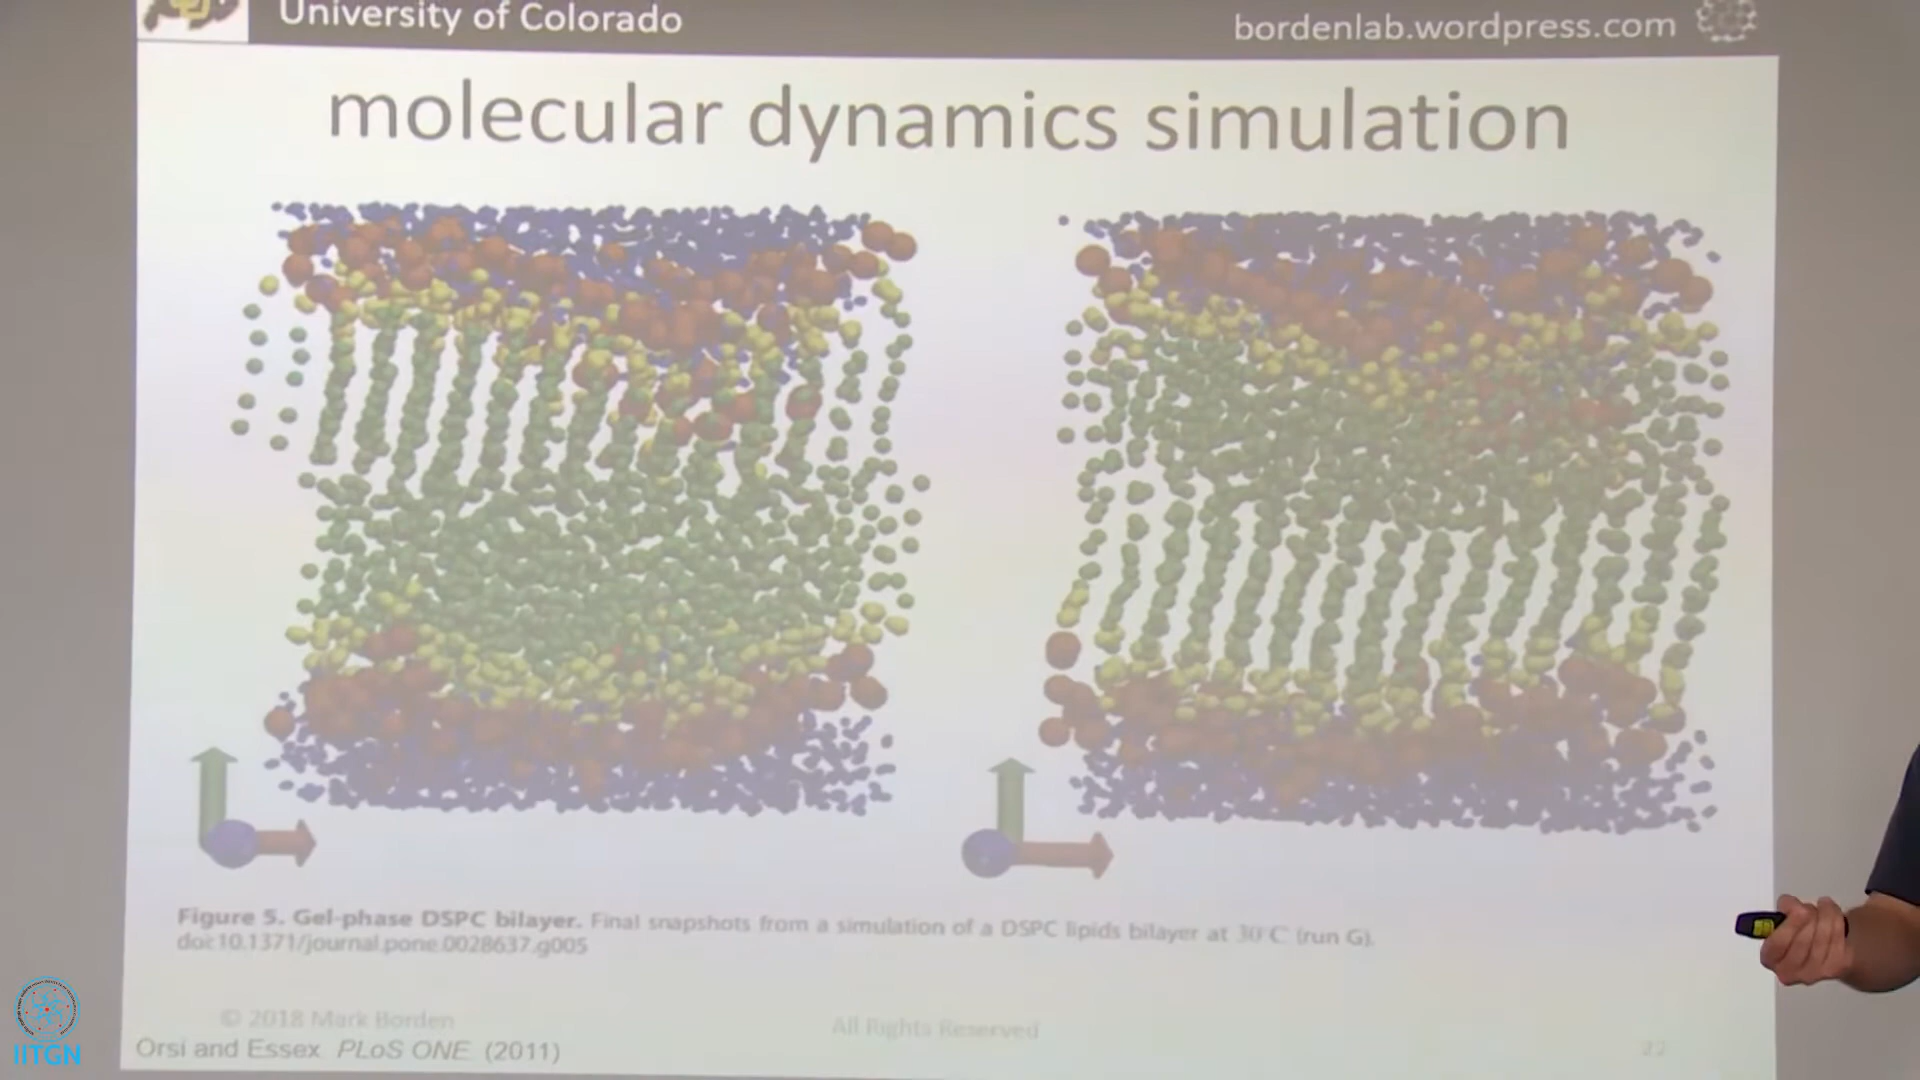 University of Colorado
bordenlab.wordpress.com
molecular dynamics simulation
Figure 5. Gel-phase DSPC bilayer. Final snapshots from a simulation of a DSPC lipids bilayer at 30°C (run G).
doi:10.1371/journal.pone.0028637.g005
© 2018 Mark Borden
All Rights Reserved
22
Orsi and Essex PLoS ONE (2011)
IITGN